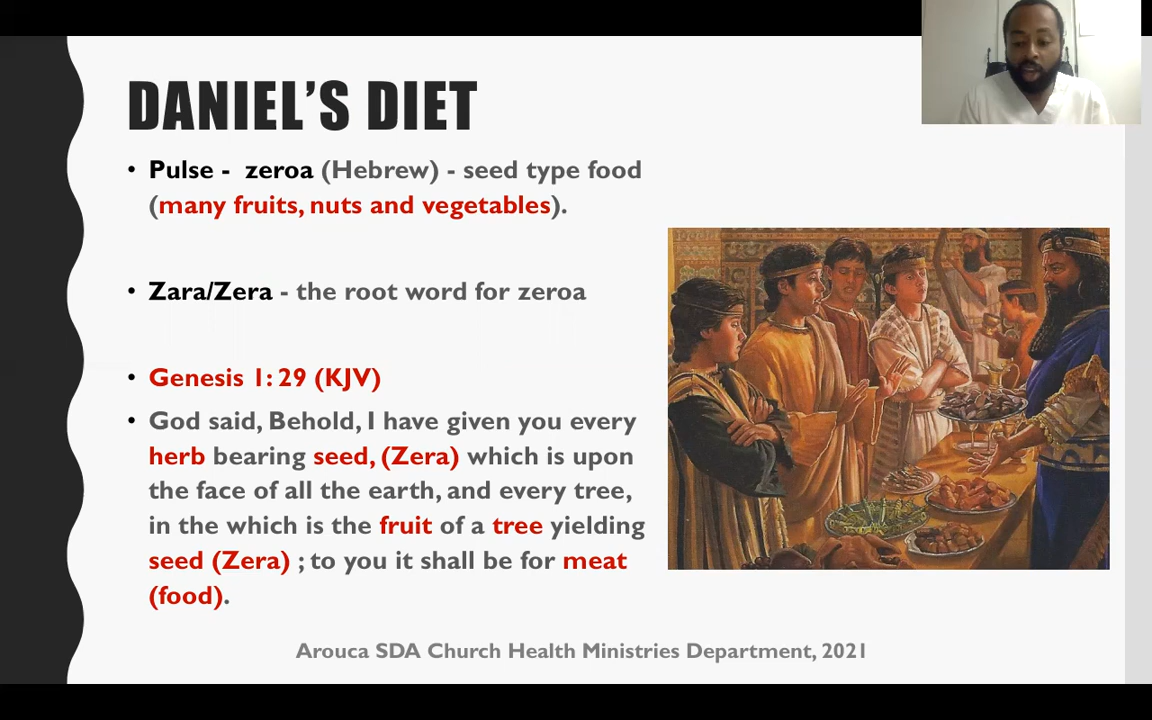 DANIEL'S DIET
• Pulse - zeroa (Hebrew) - seed type food
(many fruits, nuts and vegetables).
• Zara/Zera - the root word for zeroa
• Genesis 1: 29 (KJV)
• God said, Behold, I have given you every
herb bearing seed, (Zera) which is upon
the face of all the earth, and every tree,
in the which is the fruit of a tree yielding
seed (Zera) ; to you it shall be for meat
(food).
Arouca SDA Church Health Ministries Department, 2021